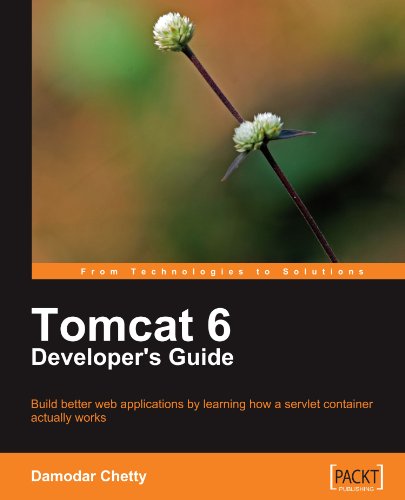 From Technologies to Solutions
Tomcat 6
Developer's Guide
Build better web applications by learning how a servlet container
actually works
Damodar Chetty
[PACKT]
PUBLISHING